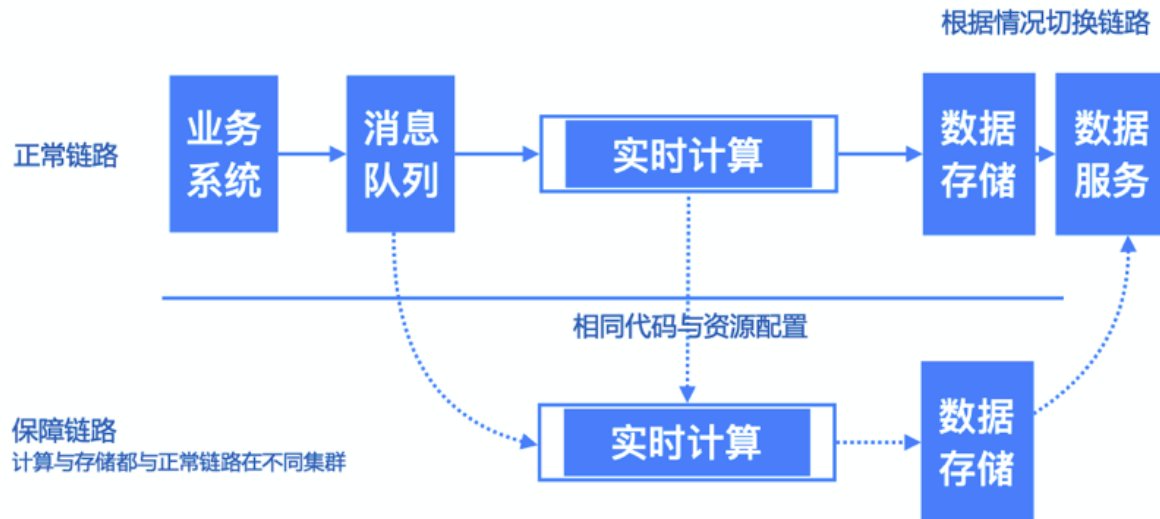 根据情况切换链路
正常链路
业务
系统
消息
队列
实时计算
数据
存储
数据
服务
相同代码与资源配置
保障链路
计算与存储都与正常链路在不同集群
实时计算
数据
存储